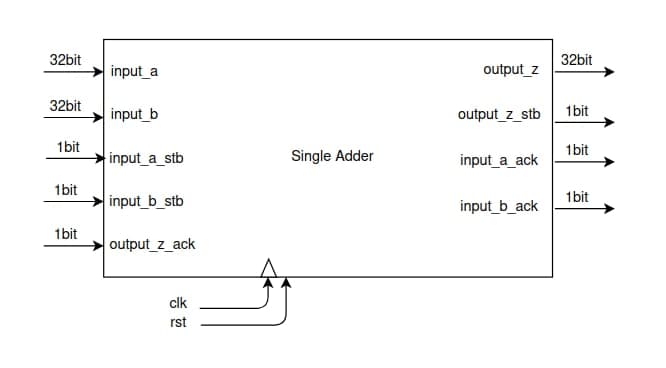 32bit
input_a
32bit
input_b
1bit
input_a_stb
1bit
input_b_stb
1bit
output_z_ack
Single Adder
output_z
32bit
output_z_stb
1bit
input_a_ack
1bit
input_b_ack
1bit
clk
rst